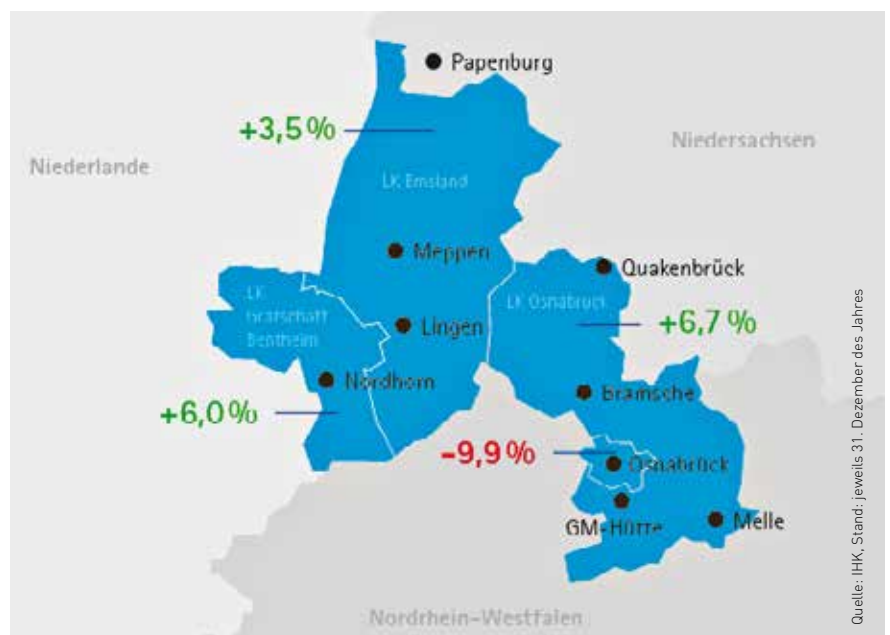 Papenburg
+3,5 %
Niedersachsen
Niederlande
LK Emsland
Meppen
Quakenbrück
LK
Grafschaft
Bentheim
LK Osnabrück
Lingen
+6,7 %
Nordhorn
Bramsche
+6,0 %
-9,9 %
Osnabrück
GM-Hütte
Melle
Nordrhein-Westfalen
Quelle: IHK, Stand: jeweils 31. Dezember des Jahres